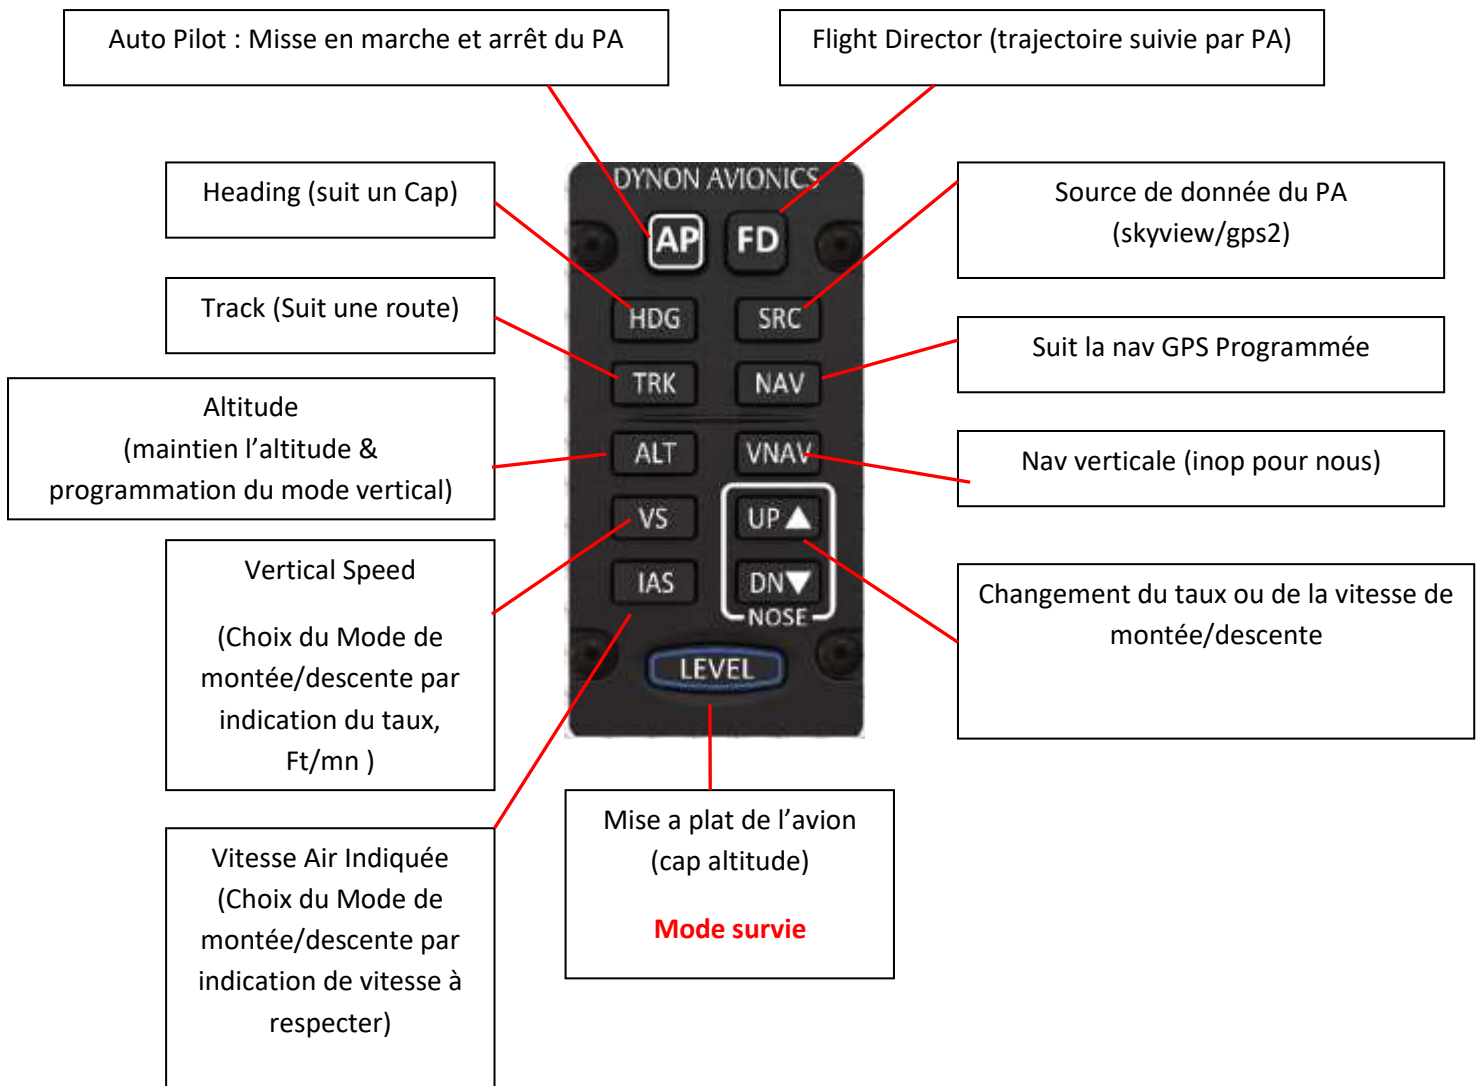 Auto Pilot : Misse en marche et arrêt du PA
Flight Director (trajectoire suivie par PA)
Heading (suit un Cap)
Track (Suit une route)
Altitude
(maintien l’altitude &
programmation du mode vertical)
Vertical Speed
(Choix du Mode de
montée/descente par
indication du taux,
Ft/mn )
Vitesse Air Indiquée
(Choix du Mode de
montée/descente par
indication de vitesse à
respecter)
DYNON AVIONICS
AP FD
HDG SRC
TRK NAV
ALT VNAV
VS UP▲
IAS DN▼
NOSE
LEVEL
Mise a plat de l’avion
(cap altitude)
Mode survie
Source de donnée du PA
(skyview/gps2)
Suit la nav GPS Programmée
Nav verticale (inop pour nous)
Changement du taux ou de la vitesse de
montée/descente